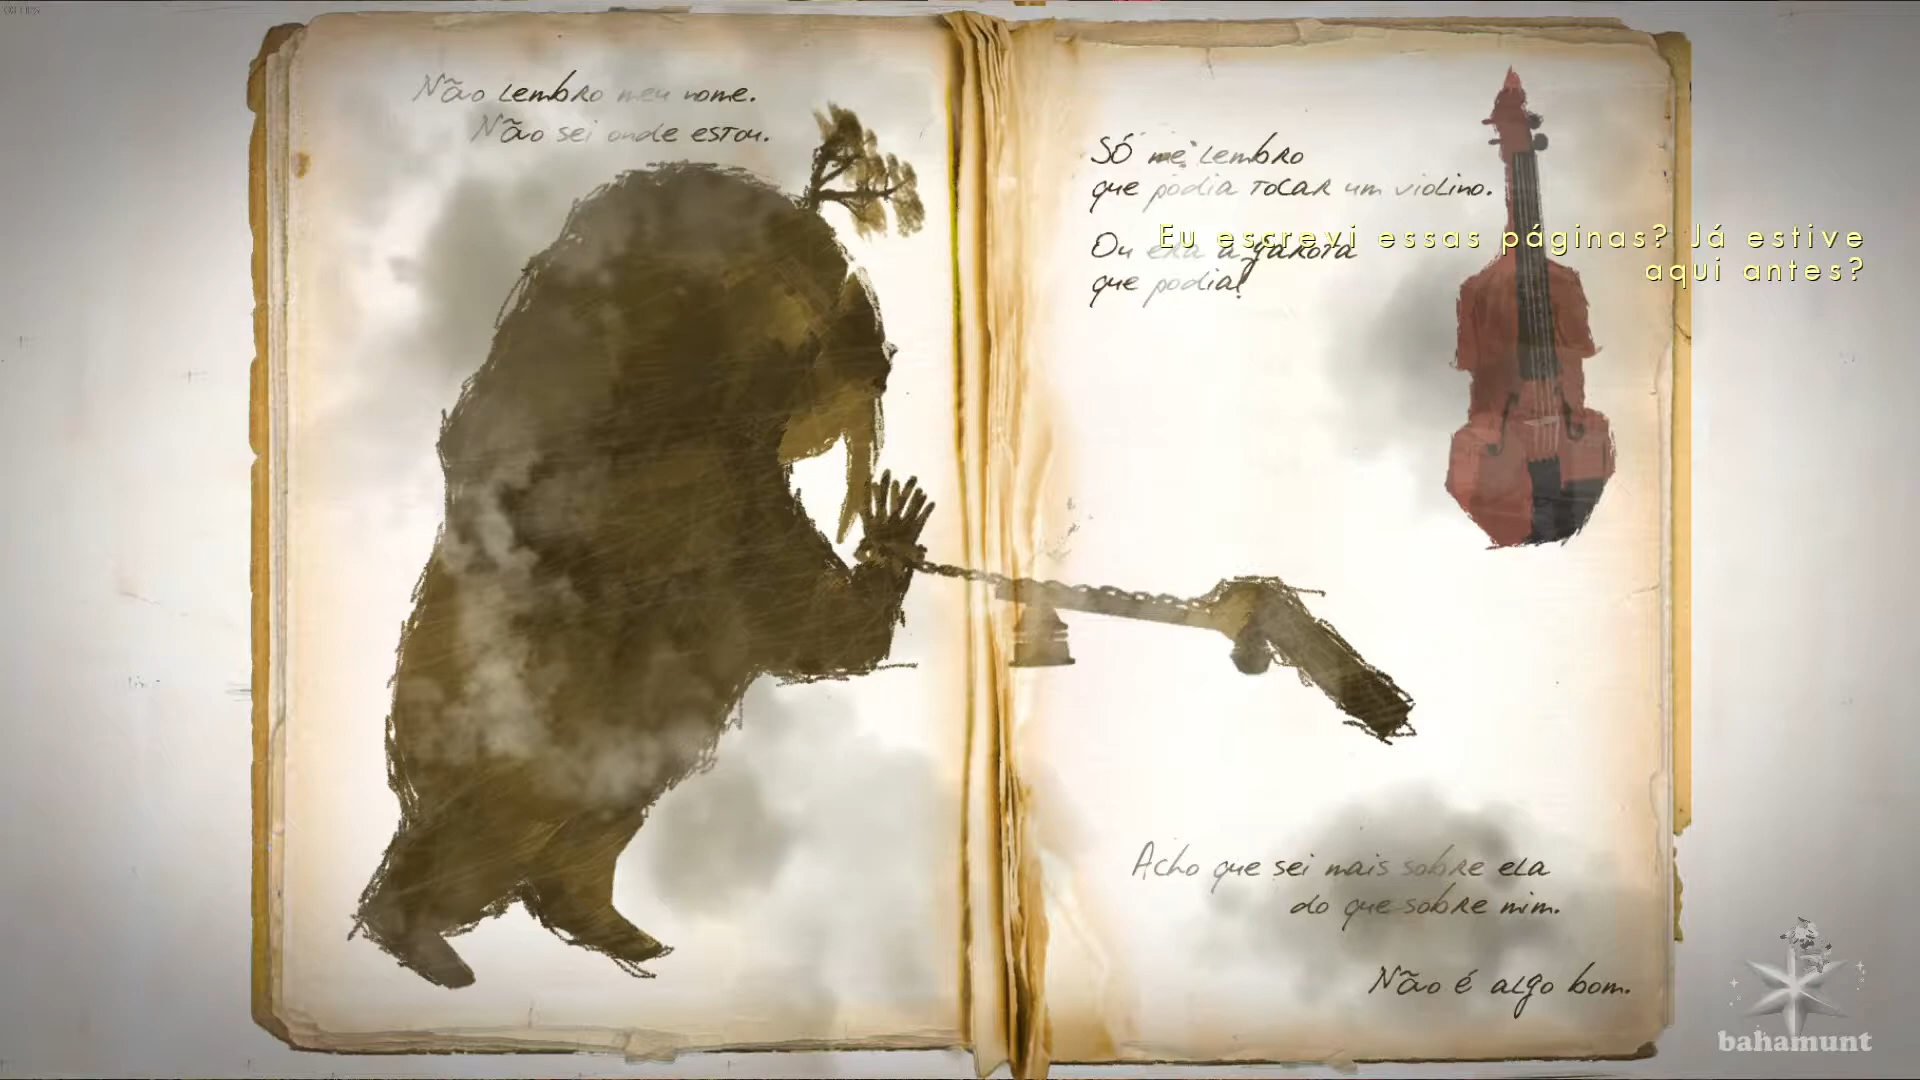 Não lembro meu nome.
Não sei onde estou.
Só me lembro
que podia tocar um violino.
Eu escrevi essas páginas? Já estive
aqui antes?
Ou era a garota
que podia?
Acho que sei mais sobre ela
do que sobre mim.
Não é algo bom.
bahamunt